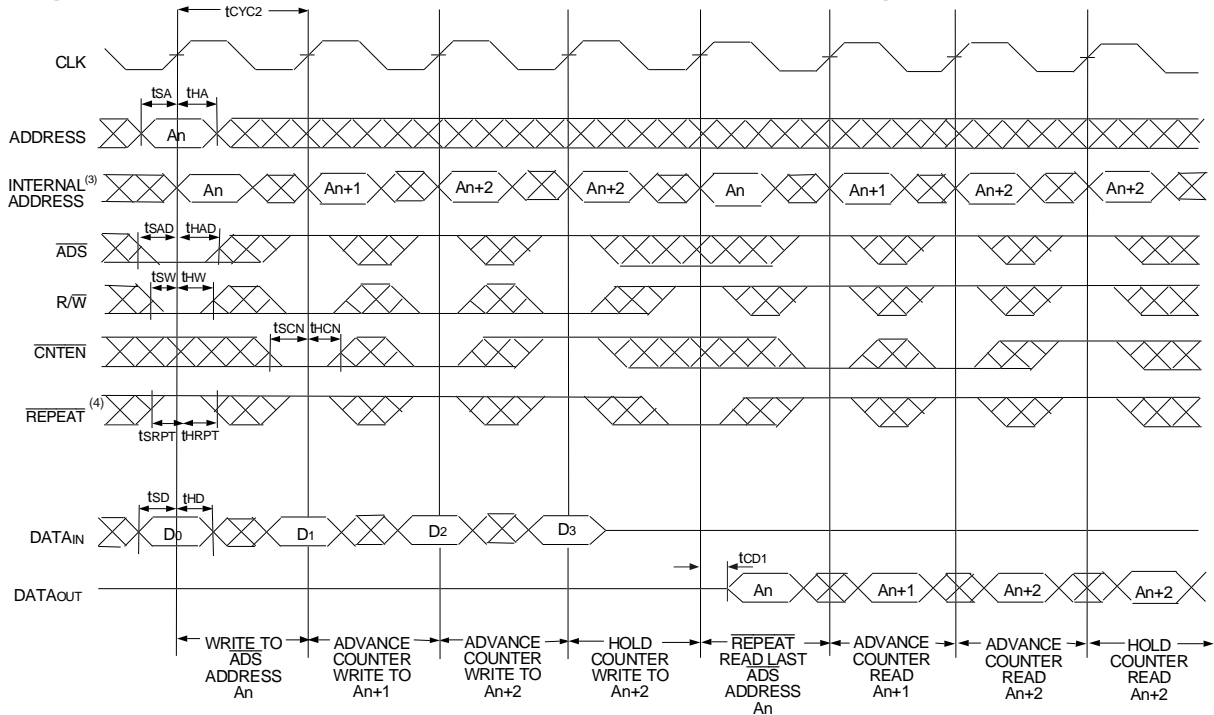 tCYC2
CLK
tSA tHA
ADDRESS An
INTERNAL(3) ADDRESS An An+1 An+2 An+2 An An+1 An+2 An+2
tSAD tHAD
ADS
tSW tHW
R/W
tSCN tHCN
CNTEN
REPEAT (4)
tSRPT tHRPT
tSD tHD
DATAIN D0 D1 D2 D3
tCD1
DATAOUT An An+1 An+2 An+2
WRITE TO
ADS
ADDRESS
An
ADVANCE
COUNTER
WRITE TO
An+1
ADVANCE
COUNTER
WRITE TO
An+2
HOLD
COUNTER
WRITE TO
An+2
REPEAT
READ LAST
ADS
ADDRESS
An
ADVANCE
COUNTER
READ
An+1
ADVANCE
COUNTER
READ
An+2
HOLD
COUNTER
READ
An+2